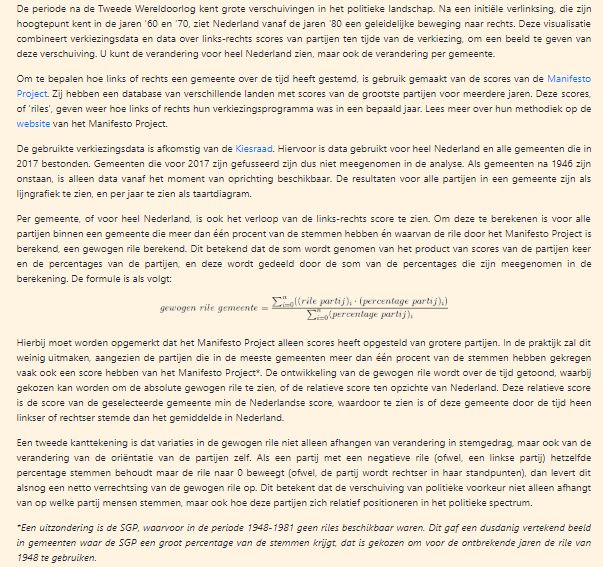 De periode na de Tweede Wereldoorlog kent grote verschuivingen in het politieke landschap. Na een initiële verlinksing, die zijn
hoogtepunt kent in de jaren '60 en '70, ziet Nederland vanaf de jaren '80 een geleidelijke beweging naar rechts. Deze visualisatie
combineert verkiezingsdata en data over links-rechts scores van partijen ten tijde van de verkiezing, om een beeld te geven van
deze verschuiving. U kunt de verandering voor heel Nederland zien, maar ook de verandering per gemeente.
Om te bepalen hoe links of rechts een gemeente over de tijd heeft gestemd, is gebruik gemaakt van de scores van de Manifesto
Project. Zij hebben een database van verschillende landen met scores van de grootste partijen voor meerdere jaren. Deze scores,
of 'riles', geven weer hoe links of rechts hun verkiezingsprogramma was in een bepaald jaar. Lees meer over hun methodiek op de
website van het Manifesto Project.
De gebruikte verkiezingsdata is afkomstig van de Kiesraad. Hiervoor is data gebruikt voor heel Nederland en alle gemeenten die in
2017 bestonden. Gemeenten die voor 2017 zijn gefuseerd zijn dus niet meegenomen in de analyse. Als gemeenten na 1946 zijn
onstaan, is alleen data vanaf het moment van oprichting beschikbaar. De resultaten voor alle partijen in een gemeente zijn als
lijngrafiek te zien, en per jaar te zien als taartdiagram.
Per gemeente, of voor heel Nederland, is ook het verloop van de links-rechts score te zien. Om deze te berekenen is voor alle
partijen binnen een gemeente die meer dan één procent van de stemmen hebben én waarvan de rile door het Manifesto Project is
berekend, een gewogen rile berekend. Dit betekend dat de som wordt genomen van het product van scores van de partijen keer
en de percentages van de partijen, en deze wordt gedeeld door de som van de percentages die zijn meegenomen in de
berekening. De formule is als volgt:
gewogen rile gemeente = \frac{\sum_{i=0}^{n}((rile partij)_i · (percentage partij)_i)}{\sum_{i=0}^{n}(percentage partij)_i}
Hierbij moet worden opgemerkt dat het Manifesto Project alleen scores heeft opgesteld van grotere partijen. In de praktijk zal dit
weinig uitmaken, aangezien de partijen die in de meeste gemeenten meer dan één procent van de stemmen hebben gekregen
vaak ook een score hebben van het Manifesto Project*. De ontwikkeling van de gewogen rile wordt over de tijd getoond, waarbij
gekozen kan worden om de absolute gewogen rile te zien, of de relatieve score ten opzichte van Nederland. Deze relatieve score
is de score van de geselecteerde gemeente min de Nederlandse score, waardoor te zien is of deze gemeente door de tijd heen
linkser of rechtser stemde dan het gemiddelde in Nederland.
Een tweede kanttekening is dat variaties in de gewogen rile niet alleen afhangen van verandering in stemgedrag, maar ook van de
verandering van de oriëntatie van de partijen zelf. Als een partij met een negatieve rile (ofwel, een linkse partij) hetzelfde
percentage stemmen behoudt maar de rile naar 0 beweegt (ofwel, de partij wordt rechtser in haar standpunten), dan levert dit
alsnog een netto verrechtsing van de gewogen rile op. Dit betekent dat de verschuiving van politieke voorkeur niet alleen afhangt
van op welke partij mensen stemmen, maar ook hoe deze partijen zich relatief positioneren in het politieke spectrum.
*Een uitzondering is de SGP, waarvoor in de periode 1948-1981 geen riles beschikbaar waren. Dit gaf een dusdanig vertekend beeld
in gemeenten waar de SGP een groot percentage van de stemmen krijgt, dat is gekozen om voor de ontbrekende jaren de rile van
1948 te gebruiken.